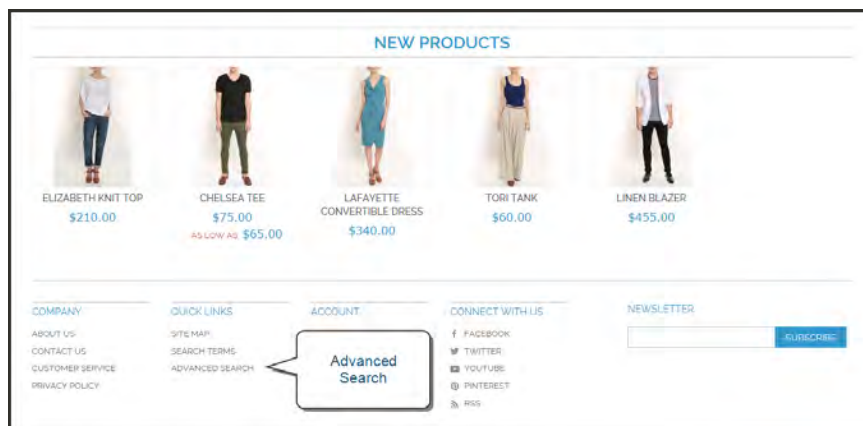 NEW PRODUCTS
ELIZABETH KNIT TOP
$210.00
CHELSEA TEE
$75.00
AS LOW AS $65.00
LAFAYETTE
CONVERTIBLE DRESS
$340.00
TORI TANK
$60.00
LINEN BLAZER
$455.00
COMPANY
ABOUT US
CONTACT US
CUSTOMER SERVICE
PRIVACY POLICY
QUICK LINKS
SITE MAP
SEARCH TERMS
ADVANCED SEARCH
ACCOUNT
Advanced
Search
CONNECT WITH US
FACEBOOK
TWITTER
YOUTUBE
PINTEREST
RSS
NEWSLETTER
SUBSCRIBE